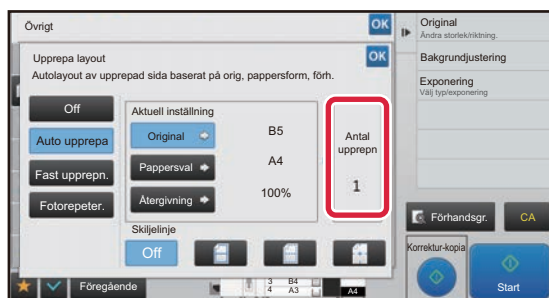 Övrigt
OK
Upprepa layout
OK
Autolayout av upprepad sida baserat på orig, pappersform, förh.
Off
Auto upprepa
Fast upprepn.
Fotorepeter.
Aktuell inställning
Original
B5
Pappersval
A4
Återgivning
100%
Antal
upprepn
1
Skiljelinje
Off
Föregående
3 B4
4 A3
A4
Original
Ändra storlek/riktning.
Bakgrundjustering
Exponering
Välj typ/exponering
Förhandsgr.
CA
Korrektur-kopia
Start